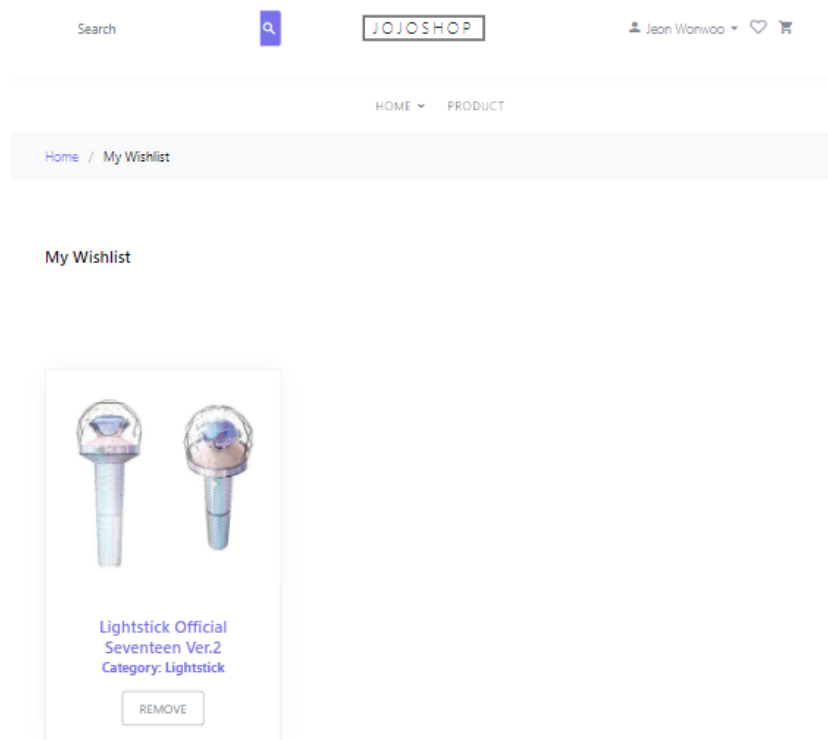 Search
JOJOSHOP
Jeon Wonwoo
HOME PRODUCT
Home / My Wishlist
My Wishlist
Lightstick Official
Seventeen Ver.2
Category: Lightstick
REMOVE